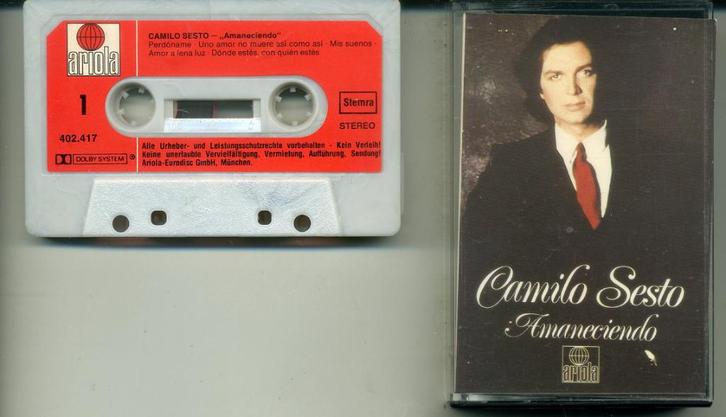 ariola
CAMILO SESTO – „Amaneciendo"
Perdóname · Uno amor no muere así como así · Mis suenos ·
Amor a lena luz · Dónde estés, con quién estés
1
Stemra
402.417
STEREO
DOLBY SYSTEM ®
Alle Urheber- und Leistungsschutzrechte vorbehalten · Kein Verleih!
Keine unerlaubte Vervielfältigung, Vermietung, Aufführung, Sendung!
Ariola-Eurodisc GmbH, München.
Camilo Sesto
Amaneciendo
ariola